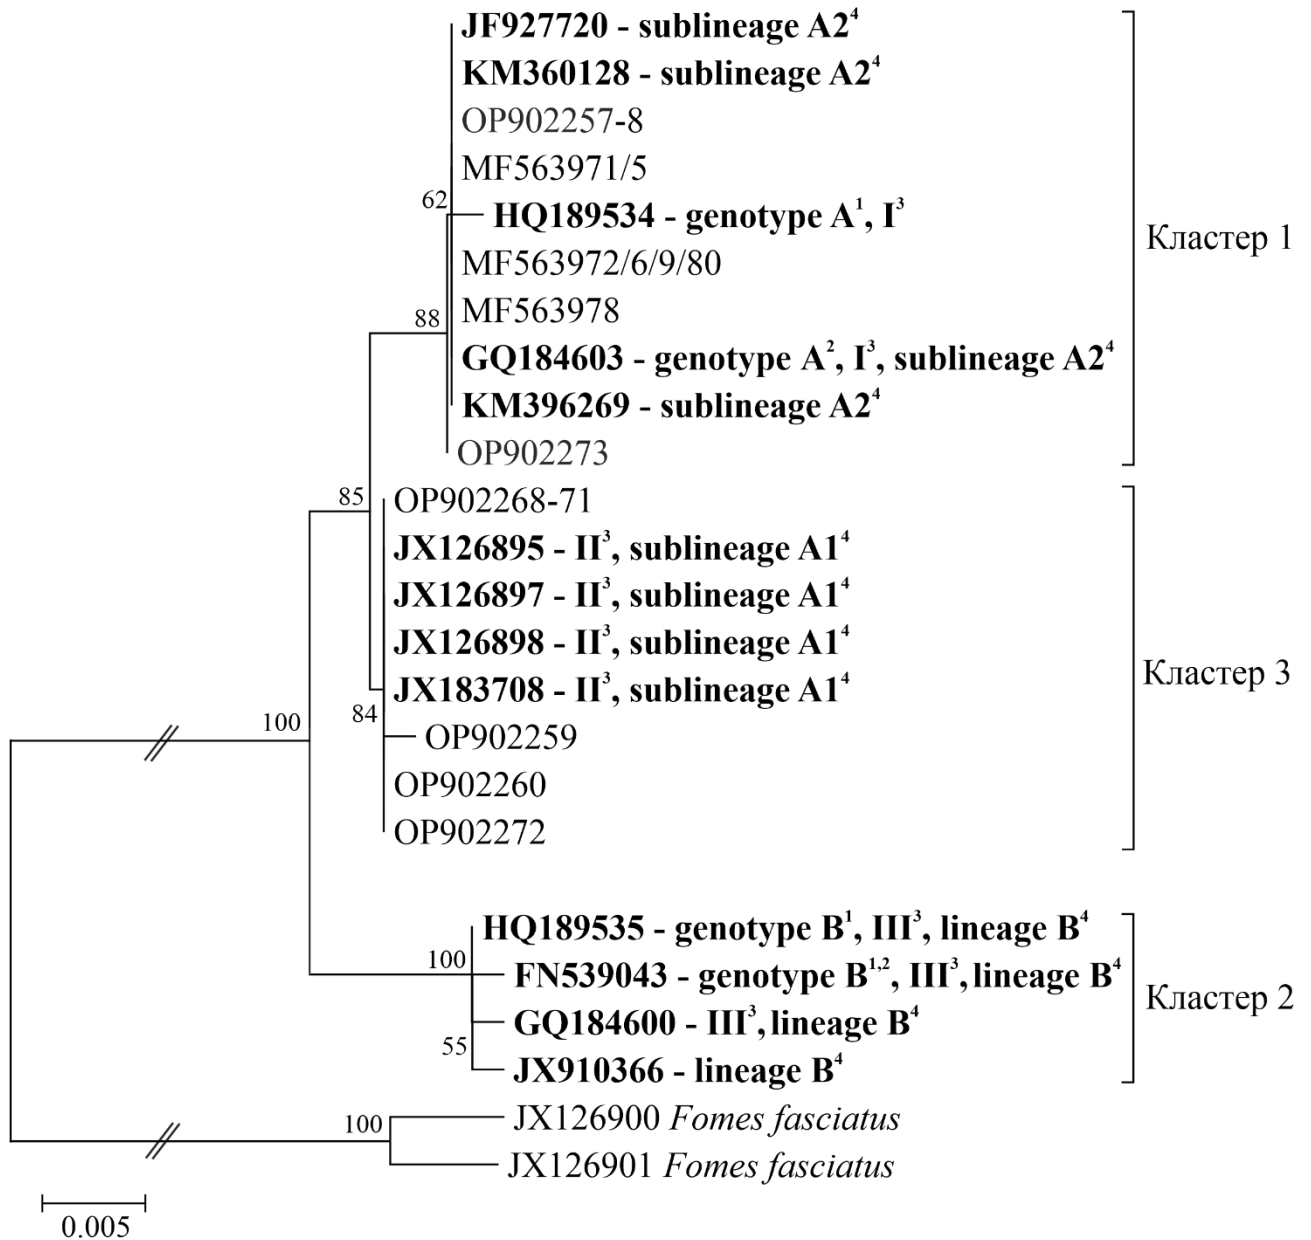 JF927720 - sublineage A2⁴
KM360128 - sublineage A2⁴
OP902257-8
MF563971/5
62
HQ189534 - genotype A¹, I³
Кластер 1
MF563972/6/9/80
MF563978
88
GQ184603 - genotype A², I³, sublineage A2⁴
KM396269 - sublineage A2⁴
OP902273
85
OP902268-71
JX126895 - II³, sublineage A1⁴
JX126897 - II³, sublineage A1⁴
JX126898 - II³, sublineage A1⁴
Кластер 3
JX183708 - II³, sublineage A1⁴
84
100
OP902259
OP902260
OP902272
HQ189535 - genotype B¹, III³, lineage B⁴
100
FN539043 - genotype B¹,², III³, lineage B⁴
Кластер 2
GQ184600 - III³, lineage B⁴
55
JX910366 - lineage B⁴
100
JX126900 Fomes fasciatus
JX126901 Fomes fasciatus
0.005